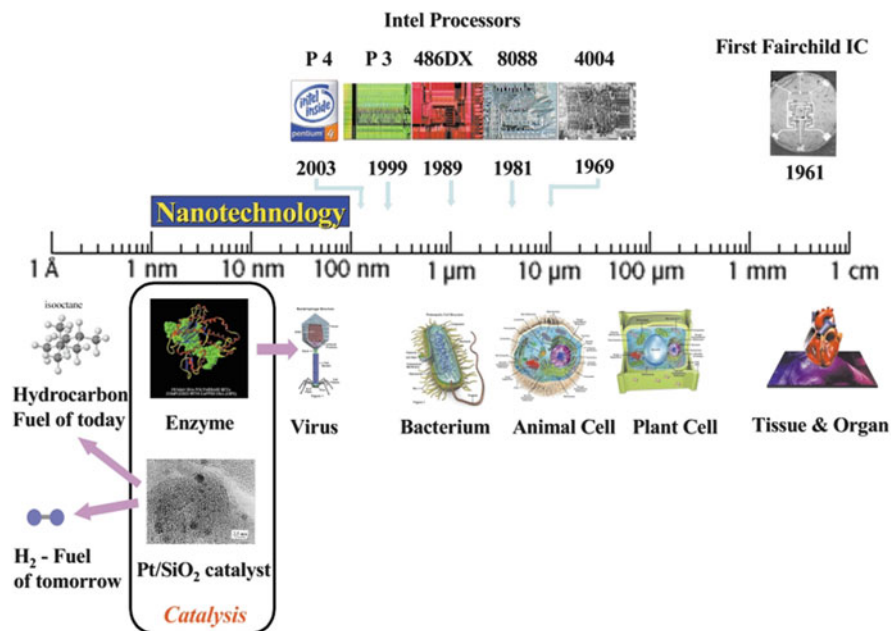 Intel Processors
P 4 P 3 486DX 8088 4004
First Fairchild IC
intel
inside
pentium 4
2003 1999 1989 1981 1969
1961
Nanotechnology
1 Å 1 nm 10 nm 100 nm 1 μm 10 μm 100 μm 1 mm 1 cm
isooctane
Hydrocarbon
Fuel of today
Enzyme
Virus
Bacterium
Animal Cell
Plant Cell
Tissue & Organ
H₂ - Fuel
of tomorrow
Pt/SiO₂ catalyst
Catalysis